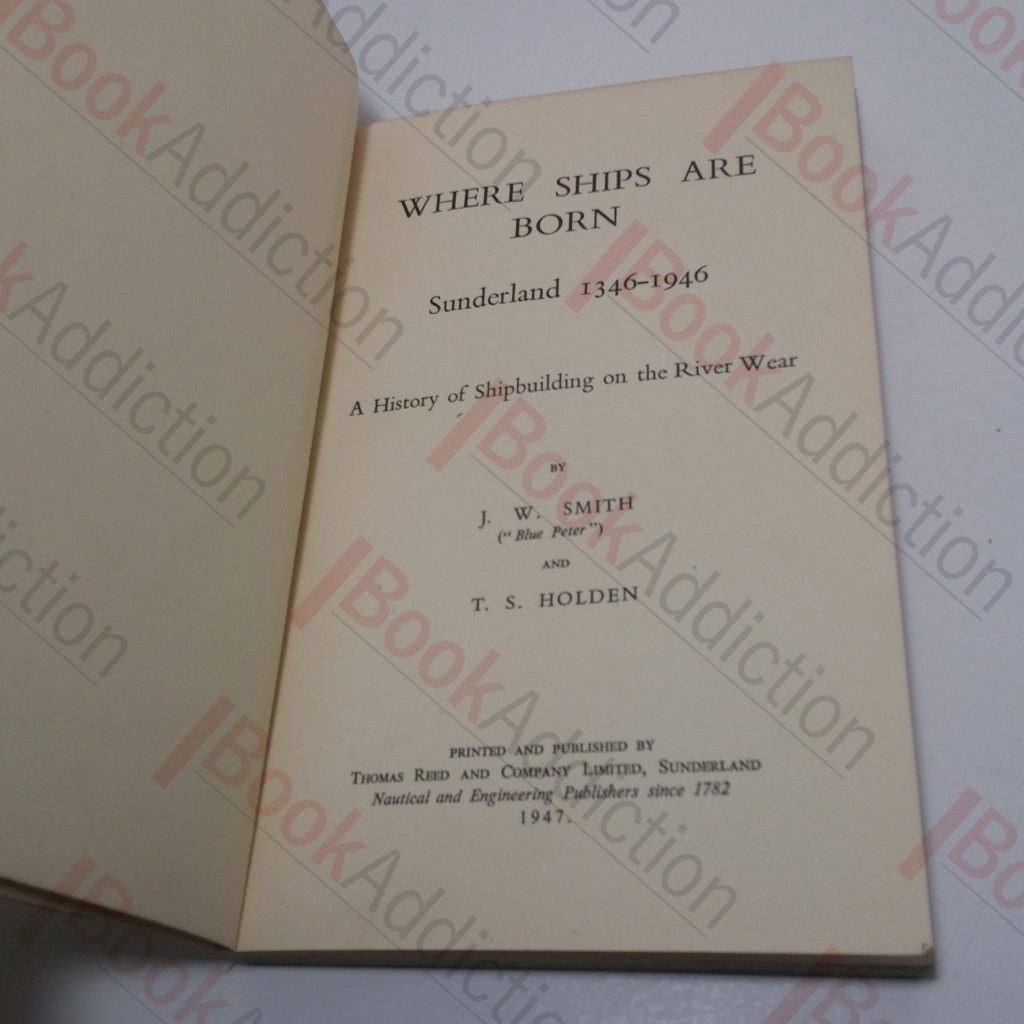 WHERE SHIPS ARE
BORN
Sunderland 1346–1946
A History of Shipbuilding on the River Wear
BY
J. W. SMITH
(“Blue Peter”)
AND
T. S. HOLDEN
PRINTED AND PUBLISHED BY
THOMAS REED AND COMPANY LIMITED, SUNDERLAND
Nautical and Engineering Publishers since 1782
1947.
BookAddiction